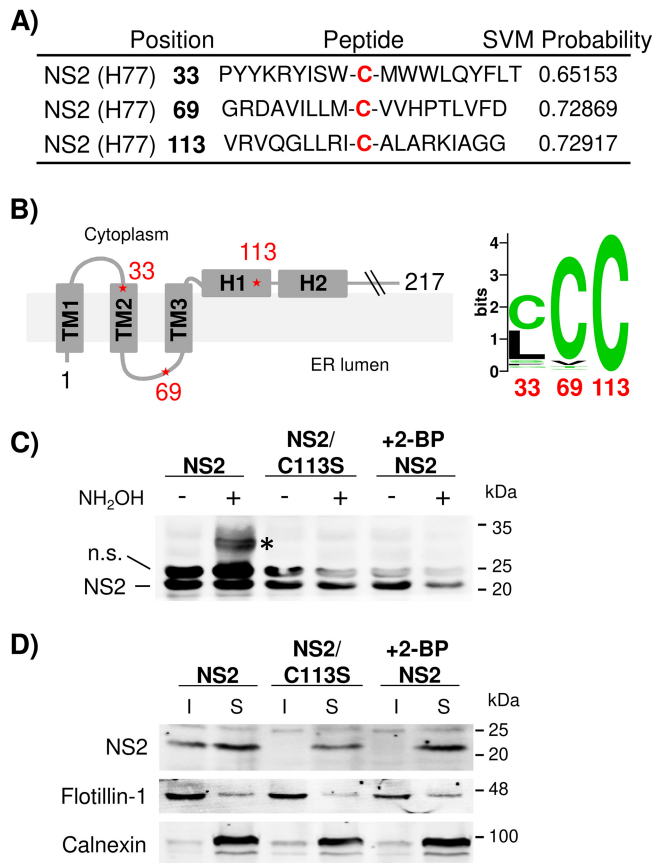 A)
Position Peptide SVM Probability
NS2 (H77) 33 PYYKRYISW-C-MWWLQYFLT 0.65153
NS2 (H77) 69 GRDAVILLM-C-VVHPTLVFD 0.72869
NS2 (H77) 113 VRVQGLLRI-C-ALARKIAGG 0.72917
B)
Cytoplasm
33
113
TM1 TM2 TM3 H1 H2 217
1
69
ER lumen
bits
4
3
2
1
0
C C C
L
33 69 113
C)
NS2 NS2/C113S +2-BP NS2
NH2OH - + - + - + kDa
35
*
n.s. 25
NS2 20
D)
NS2 NS2/C113S +2-BP NS2
I S I S I S kDa
25
NS2 20
Flotillin-1 48
Calnexin 100